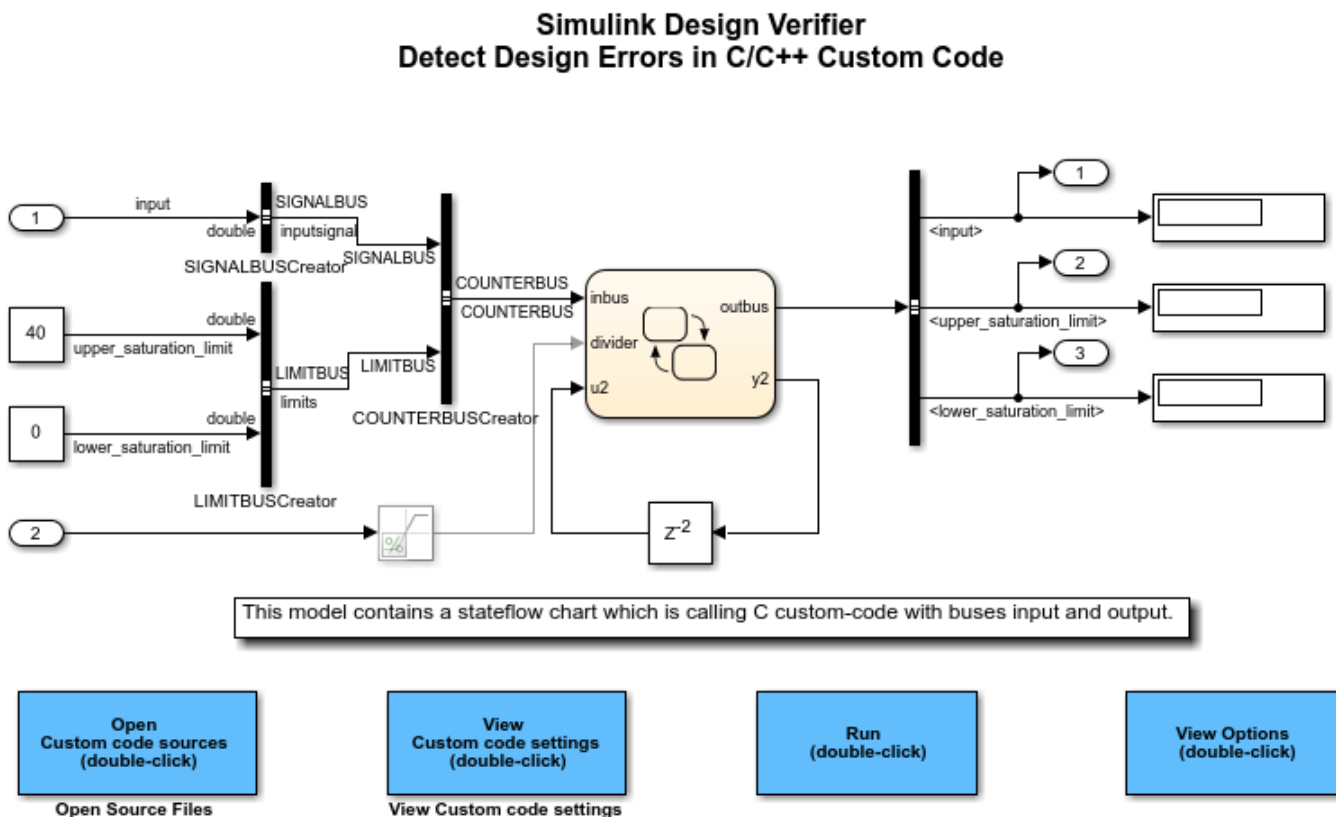 Simulink Design Verifier
Detect Design Errors in C/C++ Custom Code
1
input
double
SIGNALBUS
inputsignal
SIGNALBUSCreator
SIGNALBUS
40
double
upper_saturation_limit
0
double
lower_saturation_limit
LIMITBUS
limits
LIMITBUS
LIMITBUSCreator
COUNTERBUS
COUNTERBUS
COUNTERBUSCreator
2
%
inbus
divider
u2
outbus
y2
Z-2
1
<input>
2
<upper_saturation_limit>
3
<lower_saturation_limit>
This model contains a stateflow chart which is calling C custom-code with buses input and output.
Open
Custom code sources
(double-click)
Open Source Files
View
Custom code settings
(double-click)
View Custom code settings
Run
(double-click)
View Options
(double-click)